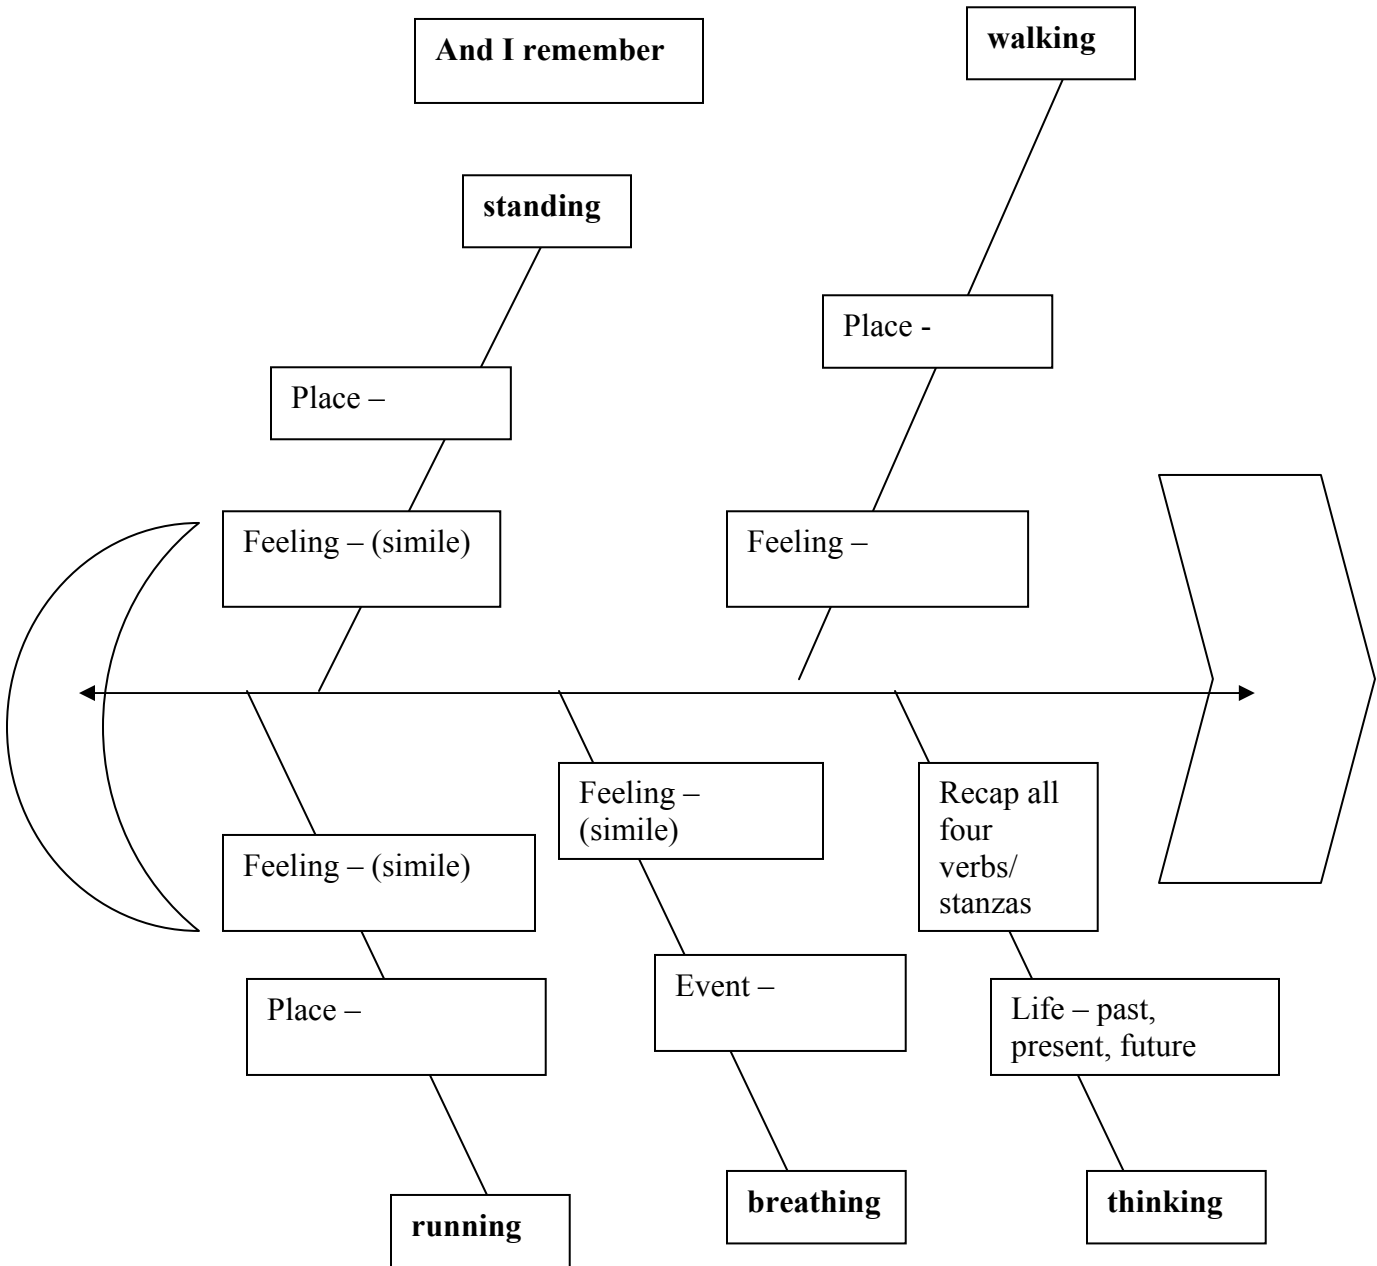 And I remember
walking
standing
Place -
Place –
Feeling – (simile)
Feeling –
Feeling –
(simile)
Recap all
four
verbs/
stanzas
Feeling – (simile)
Event –
Place –
Life – past,
present, future
breathing
thinking
running